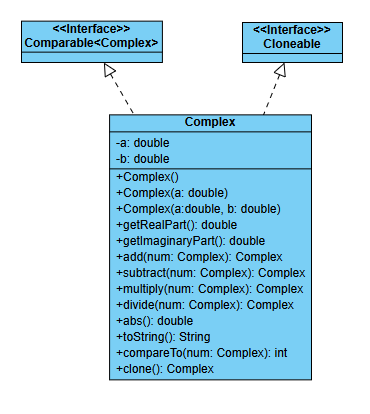 <<Interface>>
Comparable<Complex>
<<Interface>>
Cloneable
Complex
-a: double
-b: double
+Complex()
+Complex(a: double)
+Complex(a:double, b: double)
+getRealPart(): double
+getImaginaryPart(): double
+add(num: Complex): Complex
+subtract(num: Complex): Complex
+multiply(num: Complex): Complex
+divide(num: Complex): Complex
+abs(): double
+toString(): String
+compareTo(num: Complex): int
+clone(): Complex